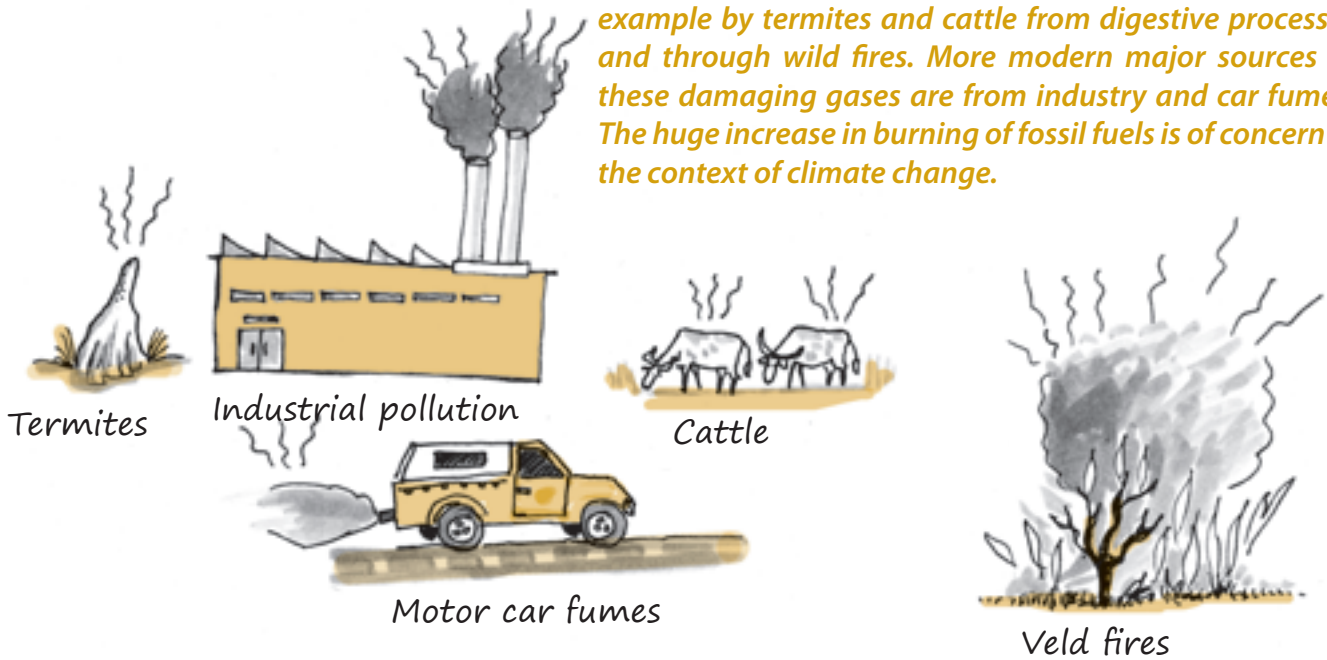 example by termites and cattle from digestive process
and through wild fires. More modern major sources
these damaging gases are from industry and car fume
The huge increase in burning of fossil fuels is of concern
the context of climate change.
Termites
Industrial pollution
Cattle
Motor car fumes
Veld fires